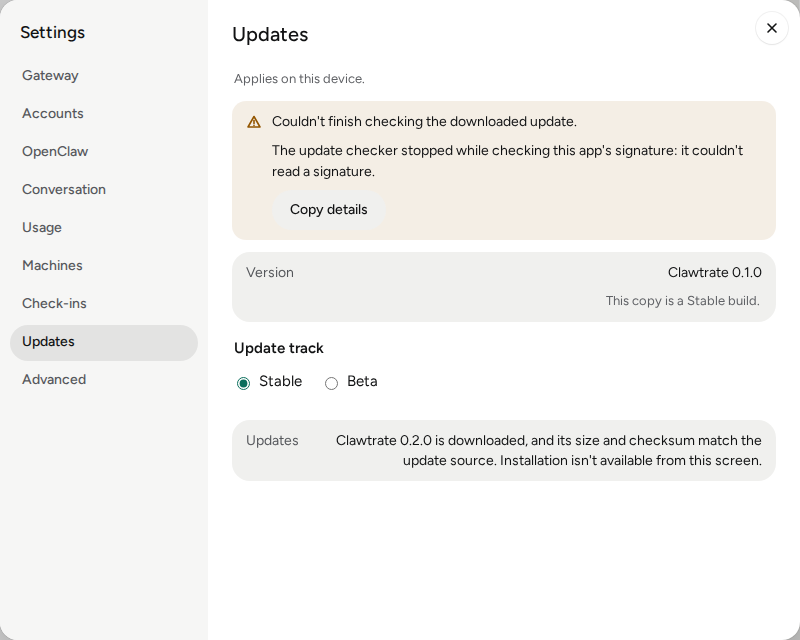 Settings
Gateway
Accounts
OpenClaw
Conversation
Usage
Machines
Check-ins
Updates
Advanced
Updates
Applies on this device.
Couldn't finish checking the downloaded update.
The update checker stopped while checking this app's signature: it couldn't
read a signature.
Copy details
Version
Clawtrate 0.1.0
This copy is a Stable build.
Update track
Stable
Beta
Updates
Clawtrate 0.2.0 is downloaded, and its size and checksum match the
update source. Installation isn't available from this screen.